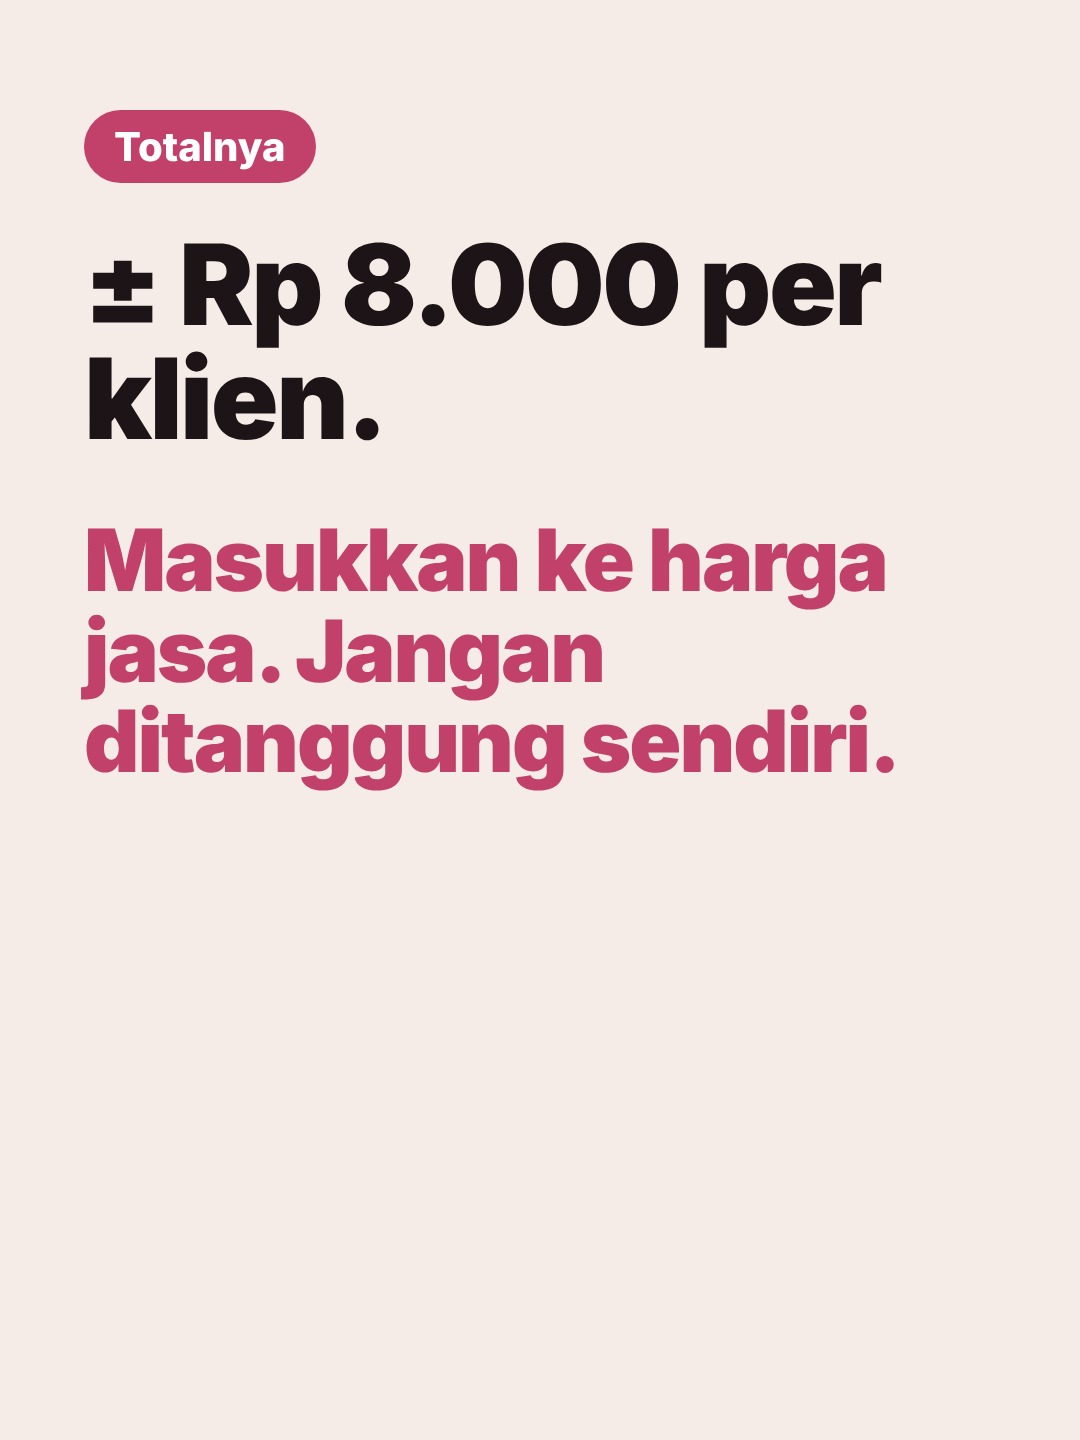 Totalnya
± Rp 8.000 per
klien.
Masukkan ke harga
jasa. Jangan
ditanggung sendiri.